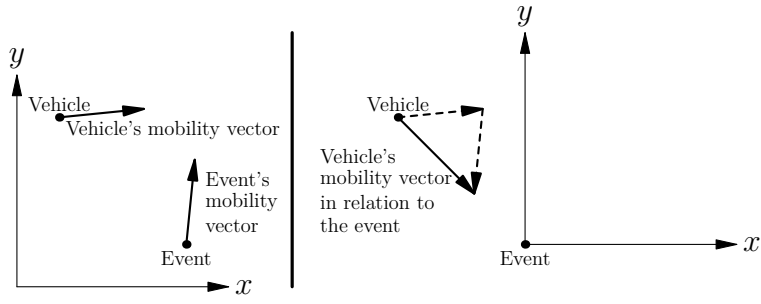 y
Vehicle
Vehicle's mobility vector
Event's
mobility
vector
Event
x
y
Vehicle
Vehicle's
mobility vector
in relation to
the event
Event
x